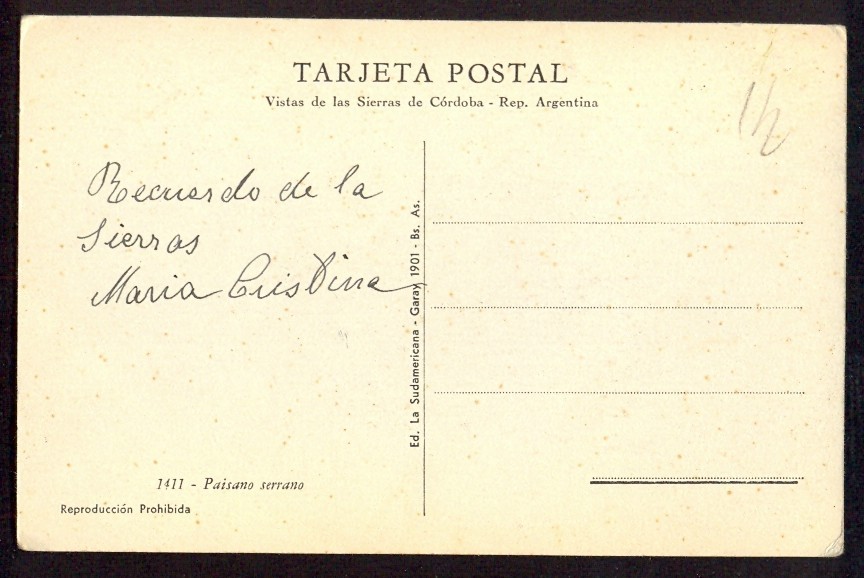 TARJETA POSTAL
Vistas de las Sierras de Córdoba - Rep. Argentina
Recuerdo de la
Sierras
Maria Cristina
Ed. La Sudamericana - Garay 1901 - Bs. As.
1411 - Paisano serrano
Reproducción Prohibida